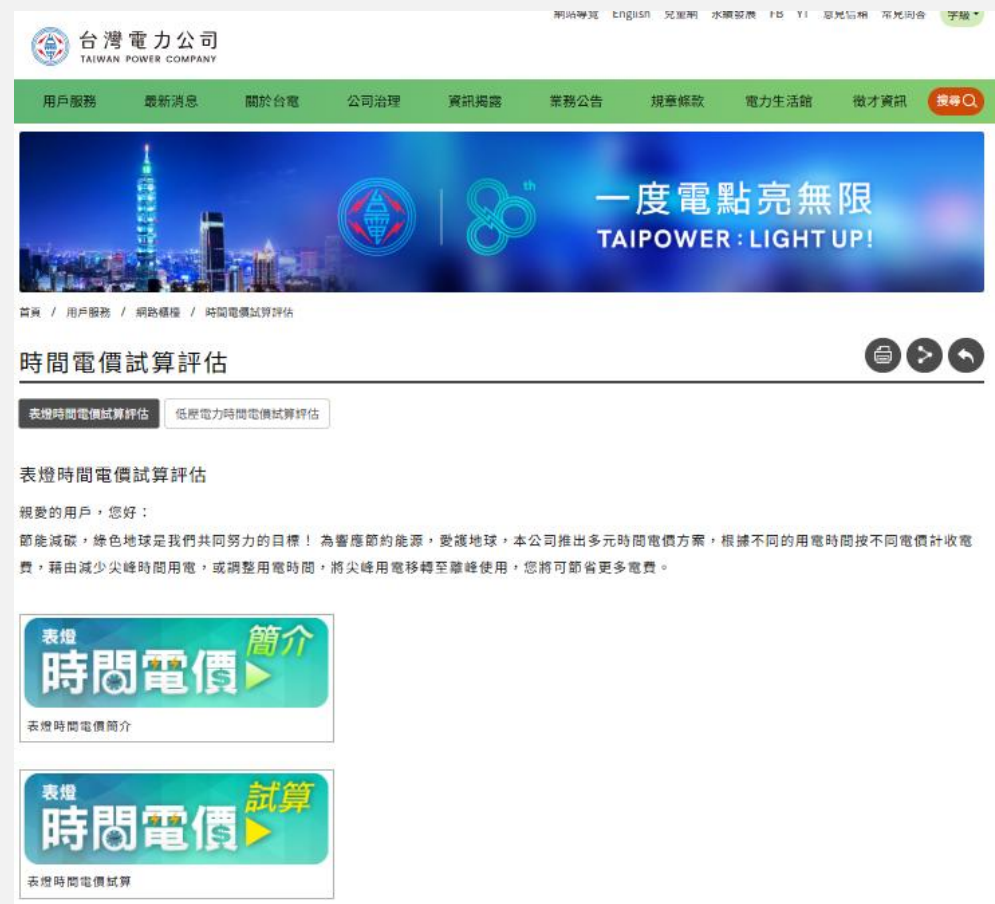 網站導覽 English 兒童網 永續發展 FB YT 意見信箱 常見問答 字級
台灣電力公司
TAIWAN POWER COMPANY
用戶服務 最新消息 關於台電 公司治理 資訊揭露 業務公告 規章條款 電力生活館 徵才資訊 搜尋
80th
一度電點亮無限
TAIPOWER : LIGHT UP!
首頁 / 用戶服務 / 網路櫃檯 / 時間電價試算評估
時間電價試算評估
表燈時間電價試算評估 低壓電力時間電價試算評估
表燈時間電價試算評估
親愛的用戶，您好：
節能減碳，綠色地球是我們共同努力的目標！ 為響應節約能源，愛護地球，本公司推出多元時間電價方案，根據不同的用電時間按不同電價計收電
費，藉由減少尖峰時間用電，或調整用電時間，將尖峰用電移轉至離峰使用，您將可節省更多電費。
表燈
時間電價 簡介
表燈時間電價簡介
表燈
時間電價 試算
表燈時間電價試算